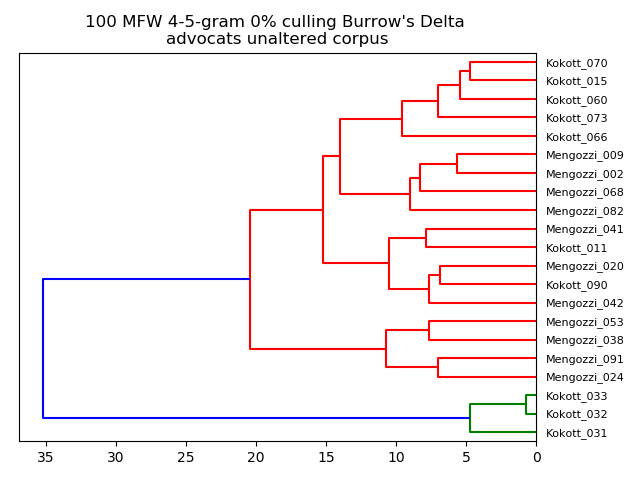 100 MFW 4-5-gram 0% culling Burrow's Delta
advocats unaltered corpus
Kokott_070
Kokott_015
Kokott_060
Kokott_073
Kokott_066
Mengozzi_009
Mengozzi_002
Mengozzi_068
Mengozzi_082
Mengozzi_041
Kokott_011
Mengozzi_020
Kokott_090
Mengozzi_042
Mengozzi_053
Mengozzi_038
Mengozzi_091
Mengozzi_024
Kokott_033
Kokott_032
Kokott_031
35 30 25 20 15 10 5 0